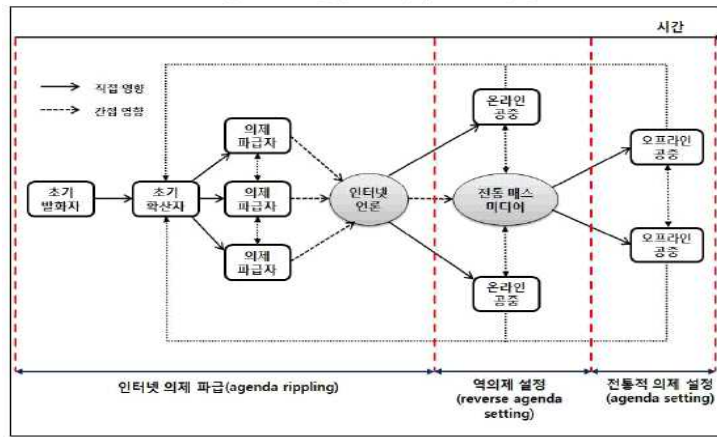 시간
직접 영향
간접 영향
초기
발화자
초기
확산자
의제
파급자
의제
파급자
의제
파급자
인터넷
언론
온라인
공중
전통 매스
미디어
온라인
공중
오프라인
공중
오프라인
공중
인터넷 의제 파급(agenda rippling)
역의제 설정
(reverse agenda
setting)
전통적 의제 설정
(agenda setting)